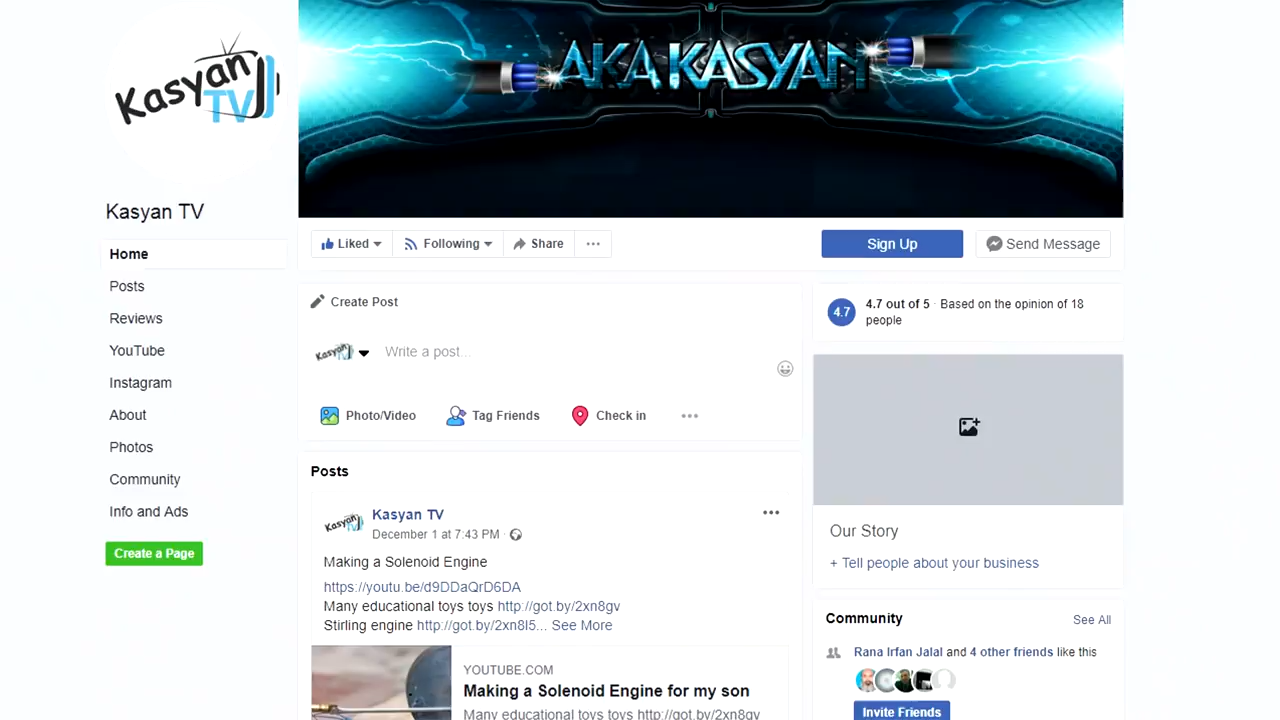 Kasyan
TV
AKA KASYAN
Kasyan TV
Home
Posts
Reviews
YouTube
Instagram
About
Photos
Community
Info and Ads
Create a Page
Liked
Following
Share
Sign Up
Send Message
Create Post
Kasyan
Write a post...
Photo/Video
Tag Friends
Check in
Posts
Kasyan
Kasyan TV
December 1 at 7:43 PM ·
Making a Solenoid Engine
https://youtu.be/d9DDaQrD6DA
Many educational toys toys http://got.by/2xn8gv
Stirling engine http://got.by/2xn8l5... See More
YOUTUBE.COM
Making a Solenoid Engine for my son
Many educational toys toys http://got.by/2xn8gv
4.7
4.7 out of 5 · Based on the opinion of 18
people
Our Story
+ Tell people about your business
Community
See All
Rana Irfan Jalal and 4 other friends like this
Invite Friends